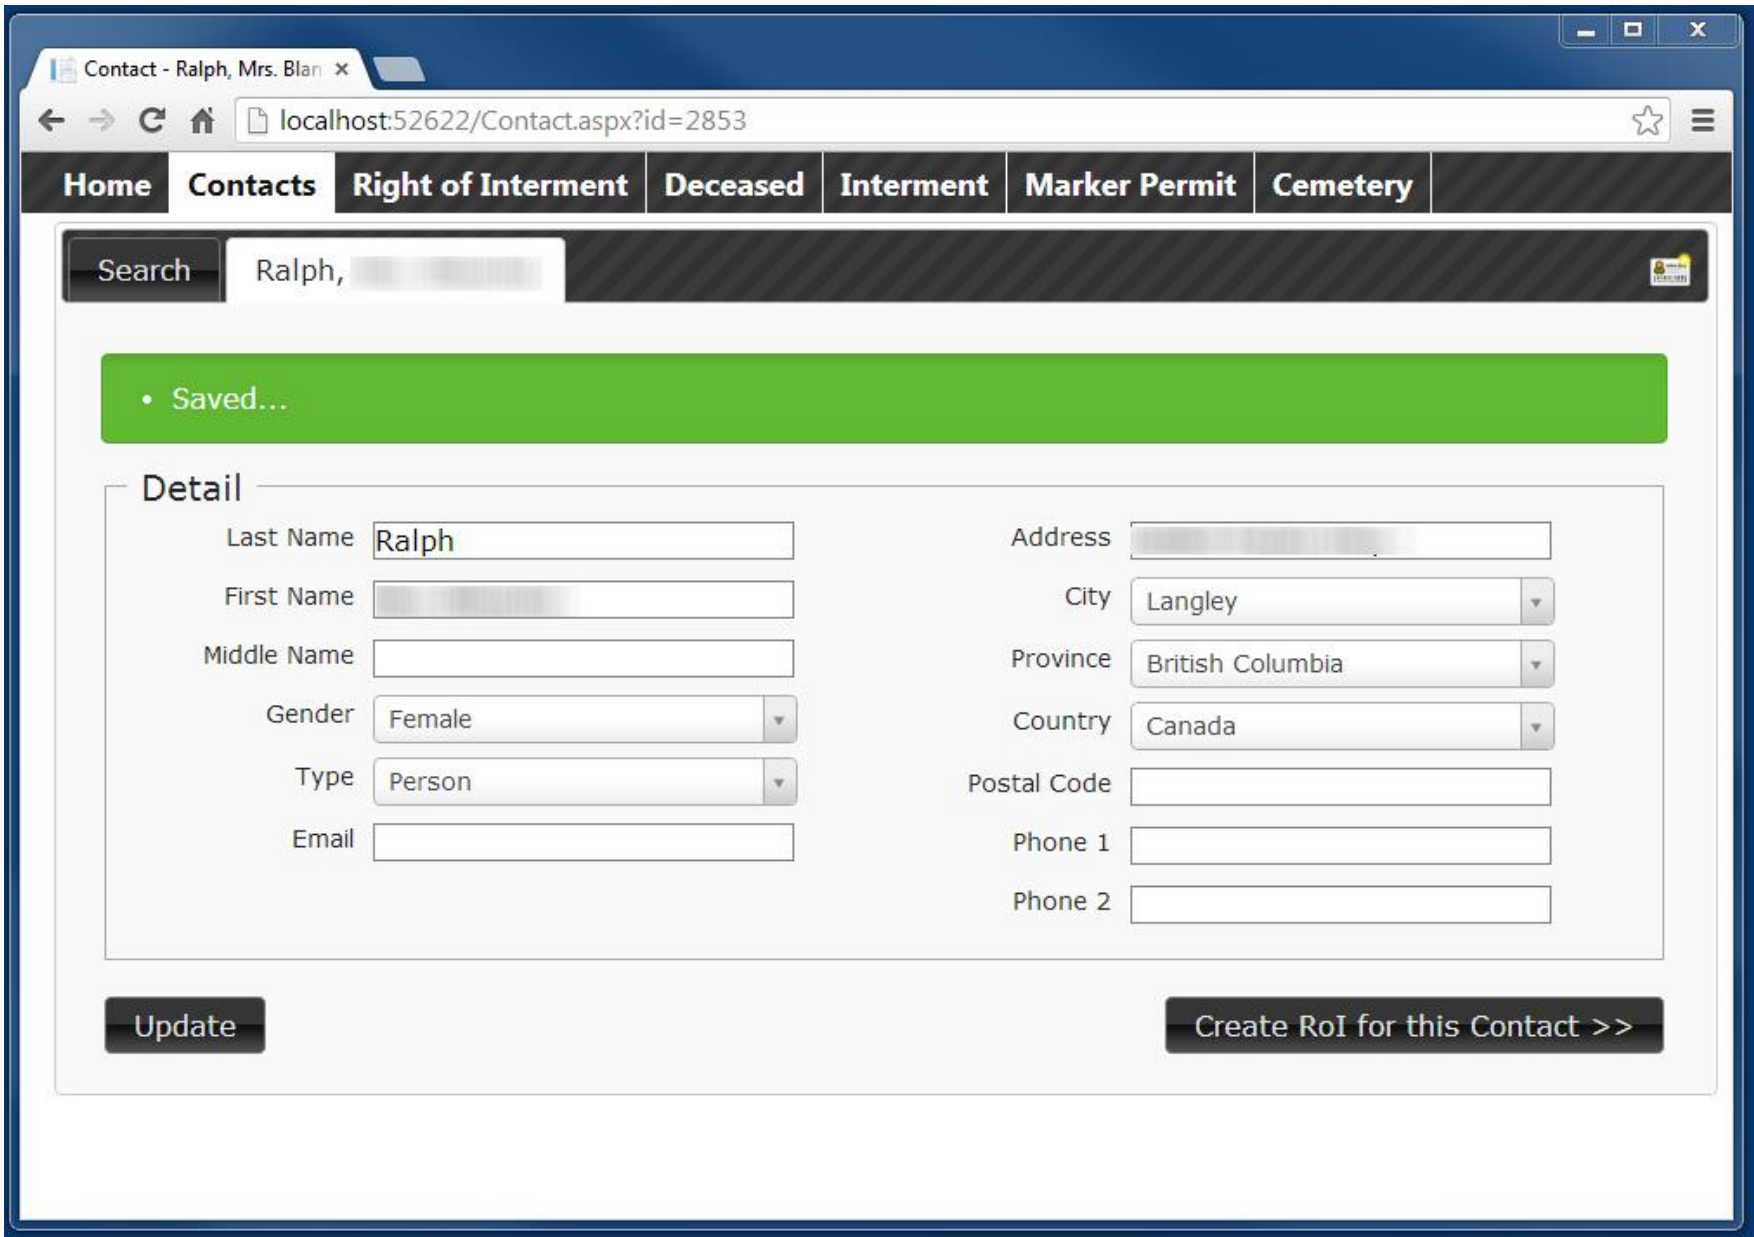 Contact - Ralph, Mrs. Blan
localhost:52622/Contact.aspx?id=2853
Home Contacts Right of Interment Deceased Interment Marker Permit Cemetery
Search Ralph,
• Saved...
Detail
Last Name Ralph
First Name
Middle Name
Gender Female
Type Person
Email
Address
City Langley
Province British Columbia
Country Canada
Postal Code
Phone 1
Phone 2
Update Create RoI for this Contact >>